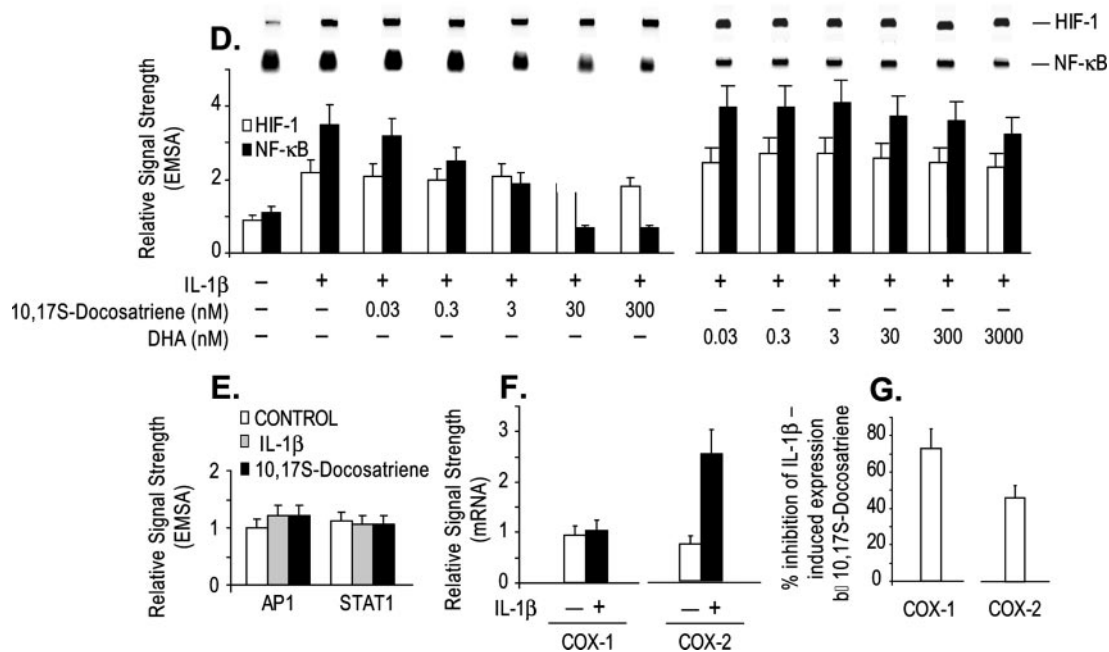 D.
— HIF-1
— NF-κB
Relative Signal Strength
(EMSA)
4
2
0
HIF-1
NF-κB
IL-1β – + + + + + + + + + + + +
10,17S-Docosatriene (nM) – – 0.03 0.3 3 30 300 – – – – – –
DHA (nM) – – – – – – – 0.03 0.3 3 30 300 3000
E.
CONTROL
IL-1β
10,17S-Docosatriene
Relative Signal Strength
(EMSA)
2
1
0
AP1 STAT1
F.
Relative Signal Strength
(mRNA)
3
2
1
0
IL-1β — + — +
COX-1 COX-2
G.
% inhibition of IL-1β –
induced expression
b▯ 10,17S-Docosatriene
80
60
40
20
0
COX-1 COX-2